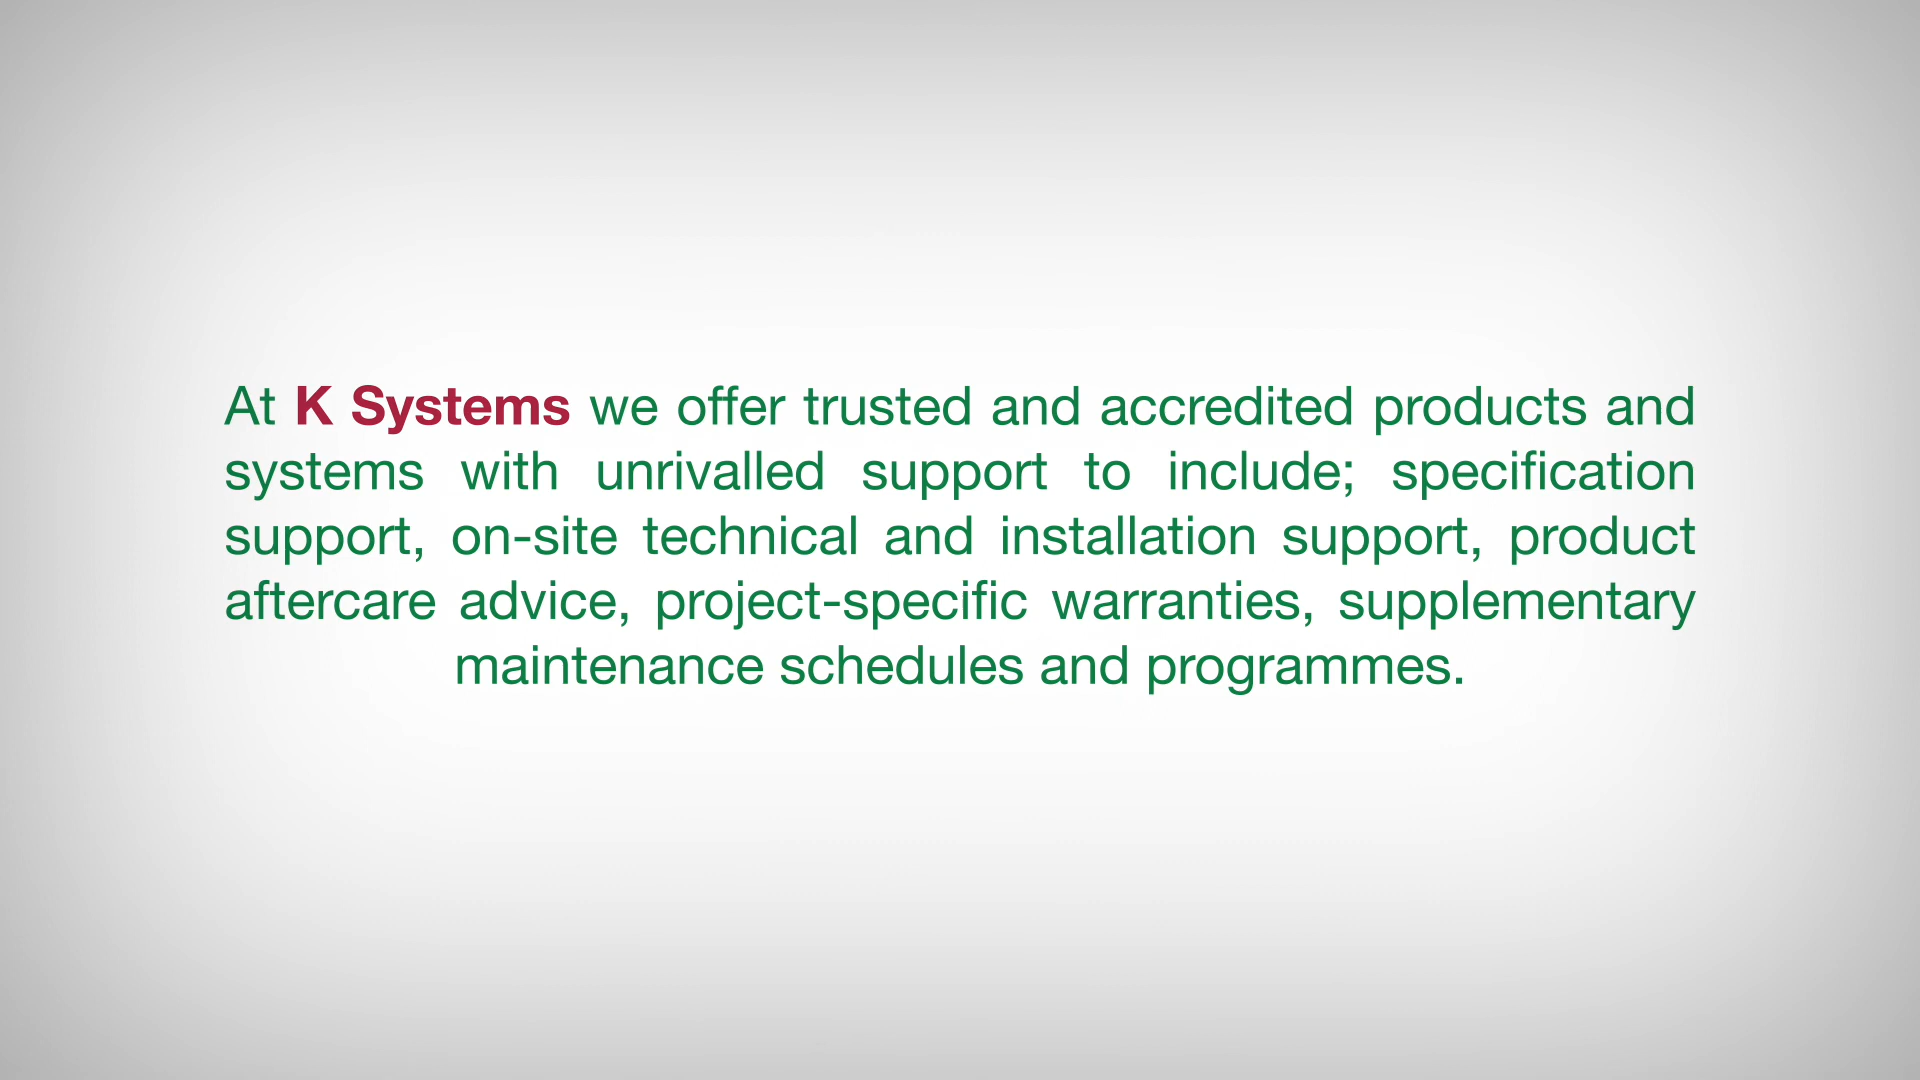 At K Systems we offer trusted and accredited products and
systems with unrivalled support to include; specification
support, on-site technical and installation support, product
aftercare advice, project-specific warranties, supplementary
maintenance schedules and programmes.